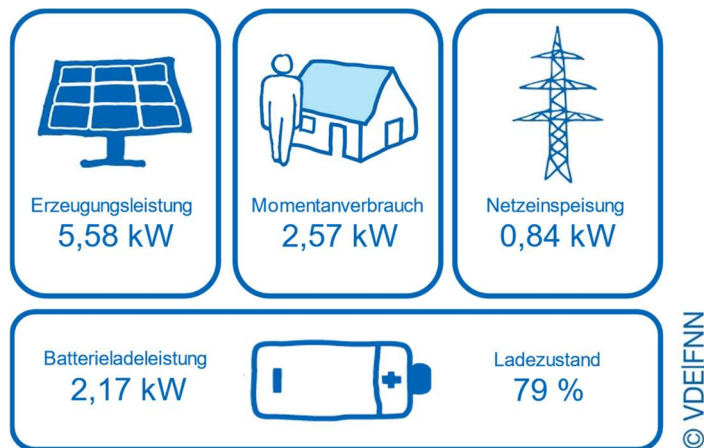 Erzeugungsleistung
5,58 kW
Momentanverbrauch
2,57 kW
Netzeinspeisung
0,84 kW
Batterieladeleistung
2,17 kW
Ladezustand
79 %
© VDE|FNN